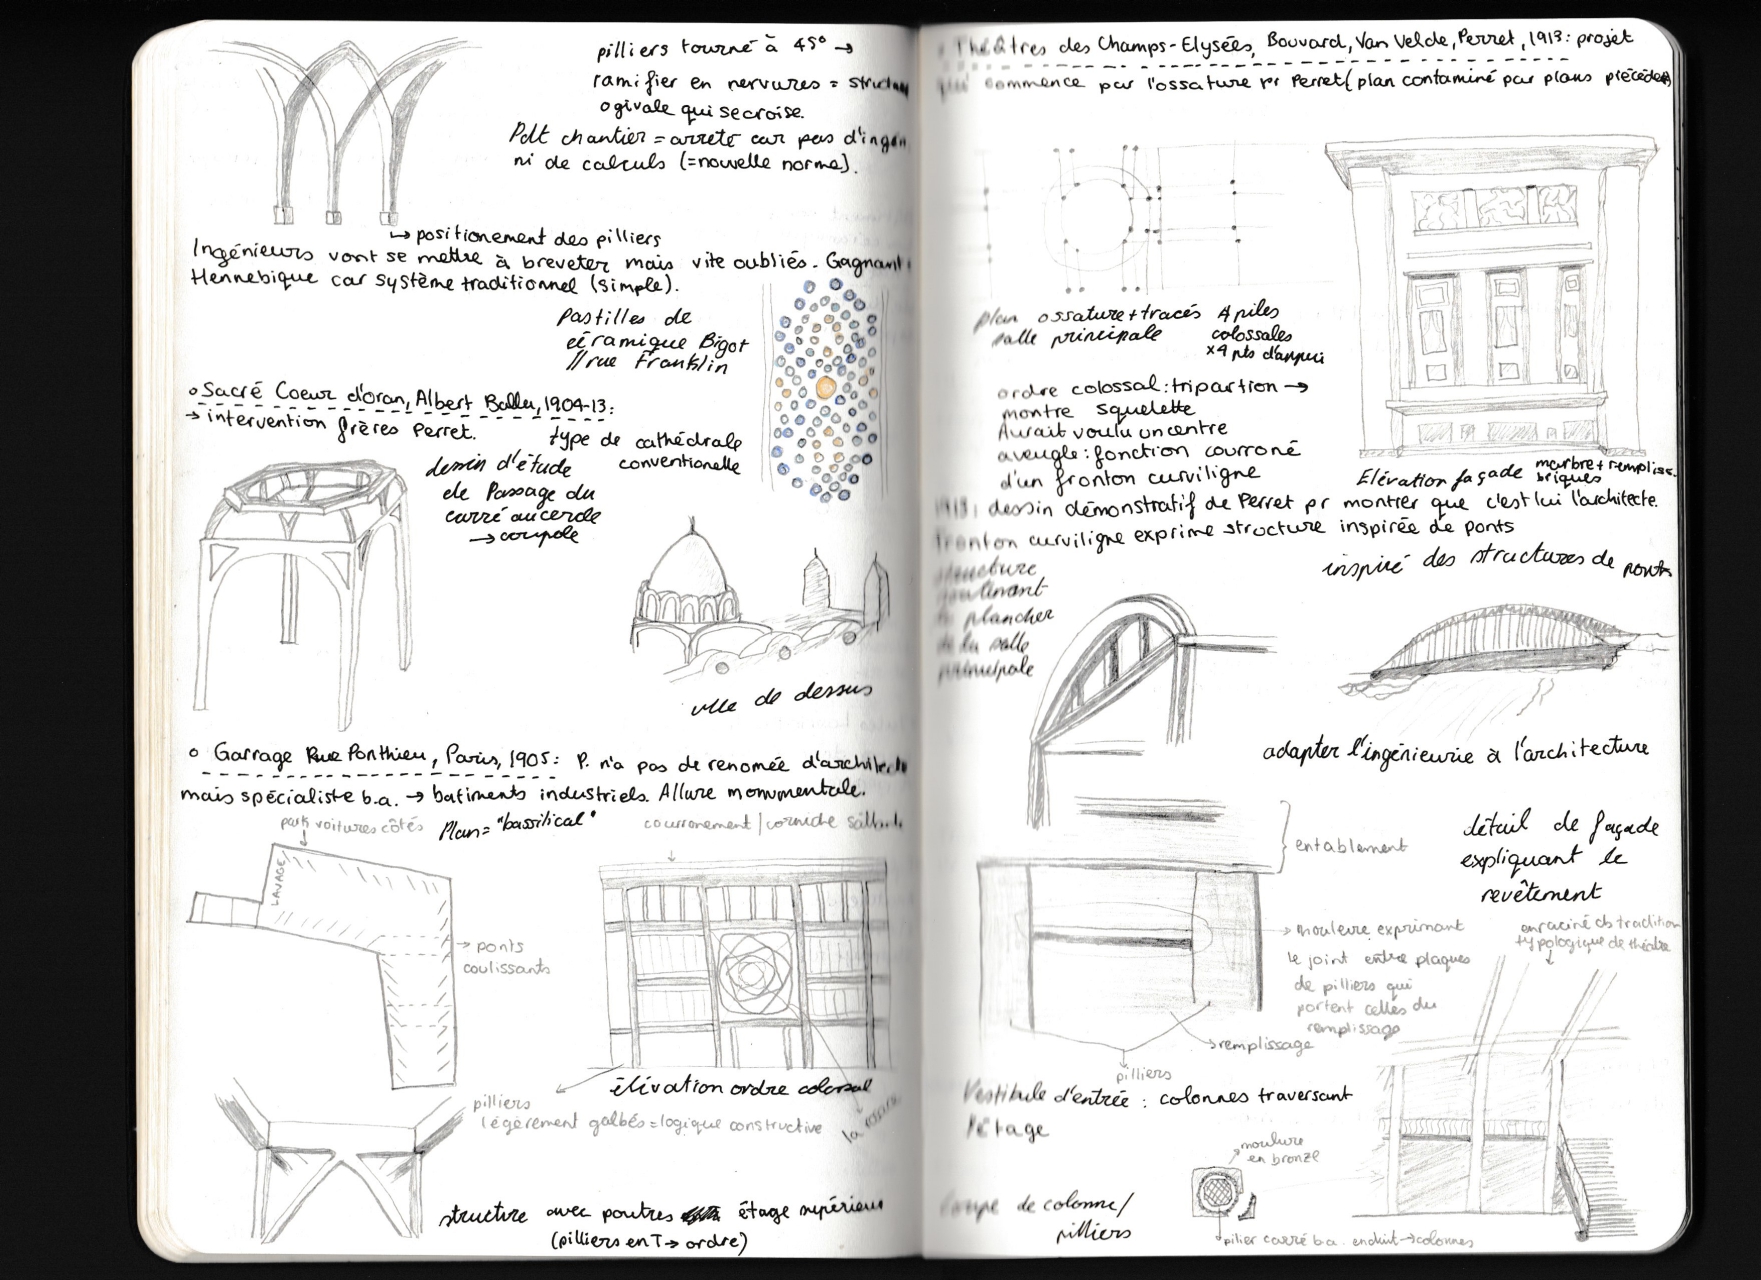 pilliers tourné à 45° →
ramifier en nervures = structure
ogivale qui se croise.
Pdt chantier = arreté car pas d'ingén
ni de calculs (=nouvelle norme).
↳ positionement des pilliers
Ingénieurs vont se mettre à breveter mais vite oubliés. Gagnant:
Hennebique car système traditionnel (simple).
Pastilles de
céramique Bigot
//rue Franklin
o Sacré Coeur d'oran, Albert Ballu, 1904-13:
→ intervention frères Perret.
type de cathédrale
conventionelle
dessin d'étude
de Passage du
carré au cercle
→ coupole
vue de dessus
o Garrage Rue Ponthieu, Paris, 1905: P. n'a pas de renomée d'architecte
mais spécialiste b.a. → batiments industriels. Allure monumentale.
park voitures côtés
Plan = "bassilical"
couronement / corniche saillante
LAVAGE
→ ponts
coulissants
élévation ordre colossal
pilliers
légèrement galbés = logique constructive
la rosace
structure avec poutres étage supérieur
(pilliers en T → ordre)
Théâtres des Champs-Elysées, Bouvard, Van Velde, Perret, 1913: projet
qui commence par l'ossature pr Perret (plan contaminé par plans précédents
plan ossature + tracés
salle principale
4 piles
colossales
x4 pts d'appui
ordre colossal: tripartion →
montre squelette
Aurait voulu un centre
aveugle: fonction courroné
d'un fronton curviligne
Elévation façade
marbre + rempliss.
briques
1913: dessin démonstratif de Perret pr montrer que c'est lui l'architecte.
fronton curviligne exprime structure inspirée de ponts
structure
soutenant
le plancher
de la salle
principale
inspiré des structures de ponts
adapter l'ingénieurie à l'architecture
entablement
détail de façade
expliquant le
revêtement
→ mouleure exprimant
le joint entre plaques
de pilliers qui
portent celles du
remplissage
enraciné ds tradition
typologique de théâtre
remplissage
pilliers
Vestibule d'entrée: colonnes traversant
l'étage
moulure
en bronze
Coupe de colonne/
pilliers
pilier carré b.a. enduit → colonnes